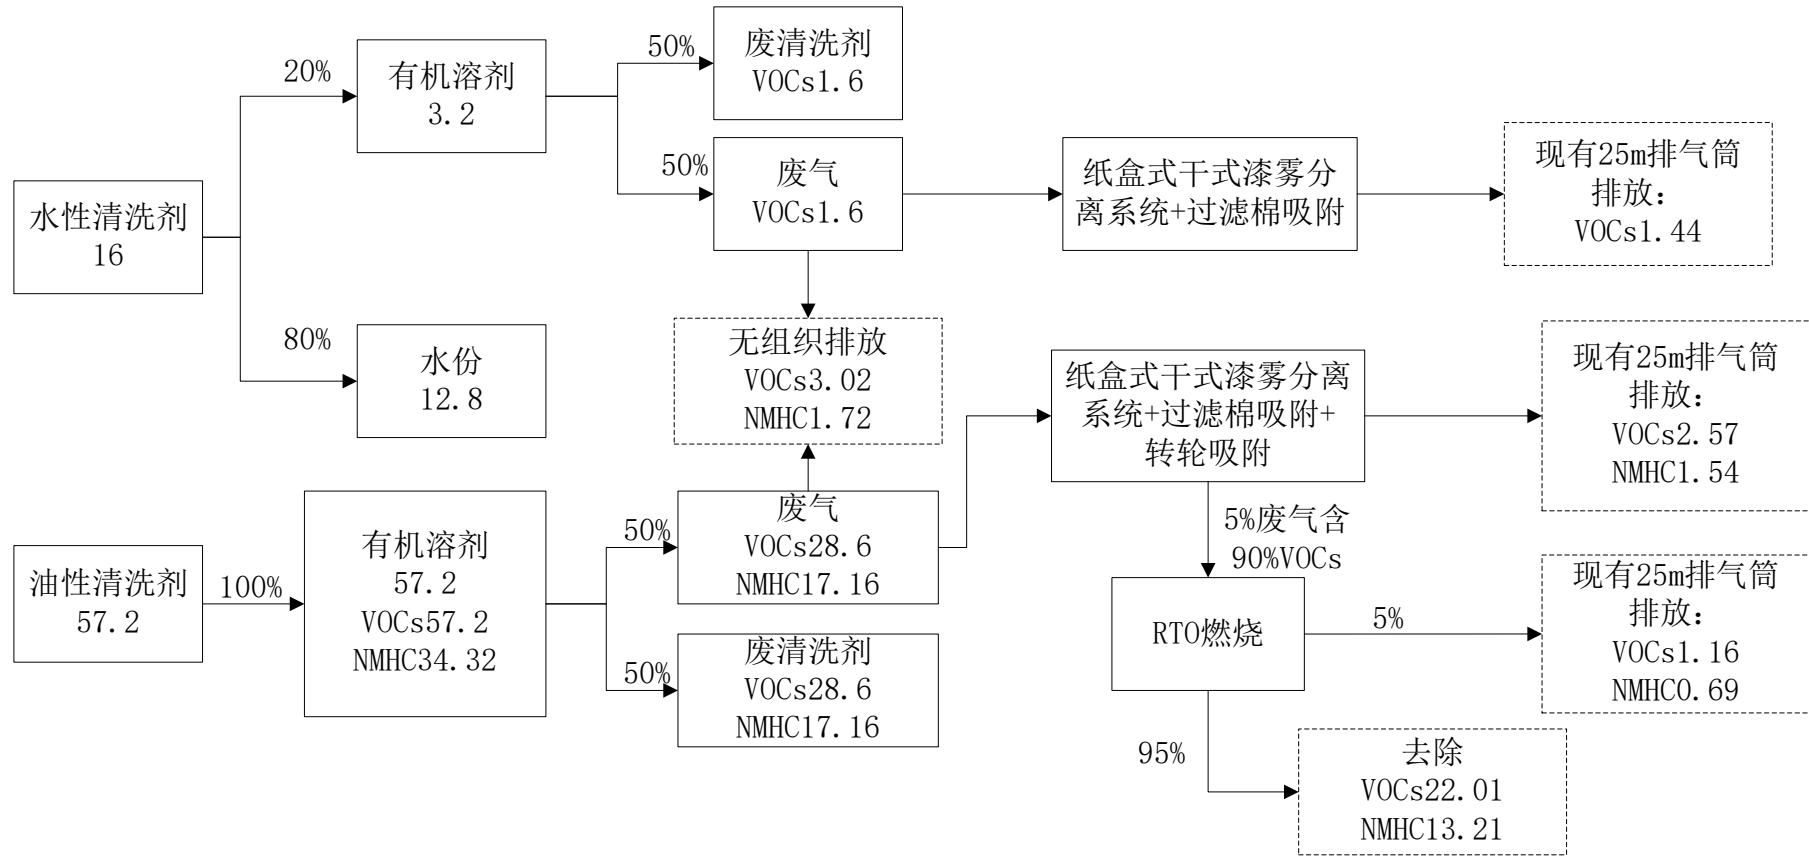 水性清洗剂
16
20%
有机溶剂
3.2
80%
水份
12.8
50%
废清洗剂
VOCs1.6
50%
废气
VOCs1.6
纸盒式干式漆雾分
离系统+过滤棉吸附
现有25m排气筒
排放：
VOCs1.44
无组织排放
VOCs3.02
NMHC1.72
油性清洗剂
57.2
100%
有机溶剂
57.2
VOCs57.2
NMHC34.32
50%
废气
VOCs28.6
NMHC17.16
50%
废清洗剂
VOCs28.6
NMHC17.16
纸盒式干式漆雾分离
系统+过滤棉吸附+
转轮吸附
现有25m排气筒
排放：
VOCs2.57
NMHC1.54
5%废气含
90%VOCs
RTO燃烧
5%
现有25m排气筒
排放：
VOCs1.16
NMHC0.69
95%
去除
VOCs22.01
NMHC13.21